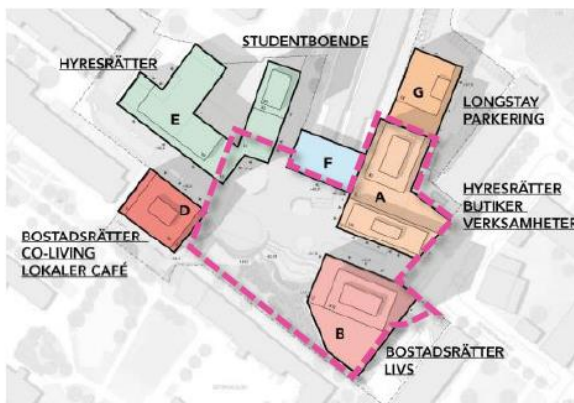 STUDENTBOENDE
HYRESRÄTTER
G
E
LONGSTAY
PARKERING
F
A
D
HYRESRÄTTER
BUTIKER
VERKSAMHETER
BOSTADSRÄTTER
CO-LIVING
LOKALER CAFÉ
B
BOSTADSRÄTTER
LIVS